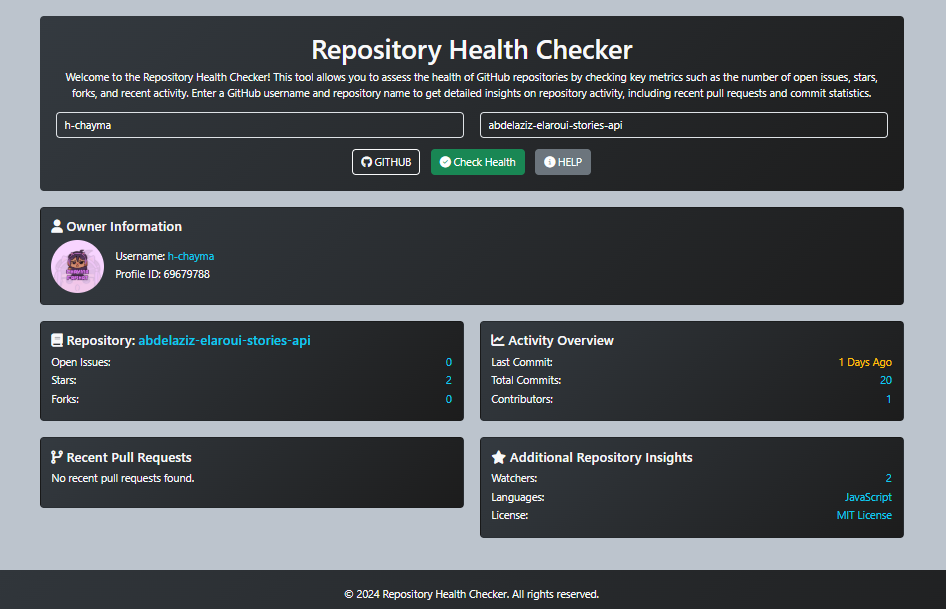 Repository Health Checker
Welcome to the Repository Health Checker! This tool allows you to assess the health of GitHub repositories by checking key metrics such as the number of open issues, stars,
forks, and recent activity. Enter a GitHub username and repository name to get detailed insights on repository activity, including recent pull requests and commit statistics.
h-chayma
abdelaziz-elaroui-stories-api
GITHUB
Check Health
HELP
Owner Information
Username: h-chayma
Profile ID: 69679788
Repository: abdelaziz-elaroui-stories-api
Open Issues: 0
Stars: 2
Forks: 0
Activity Overview
Last Commit: 1 Days Ago
Total Commits: 20
Contributors: 1
Recent Pull Requests
No recent pull requests found.
Additional Repository Insights
Watchers: 2
Languages: JavaScript
License: MIT License
© 2024 Repository Health Checker. All rights reserved.